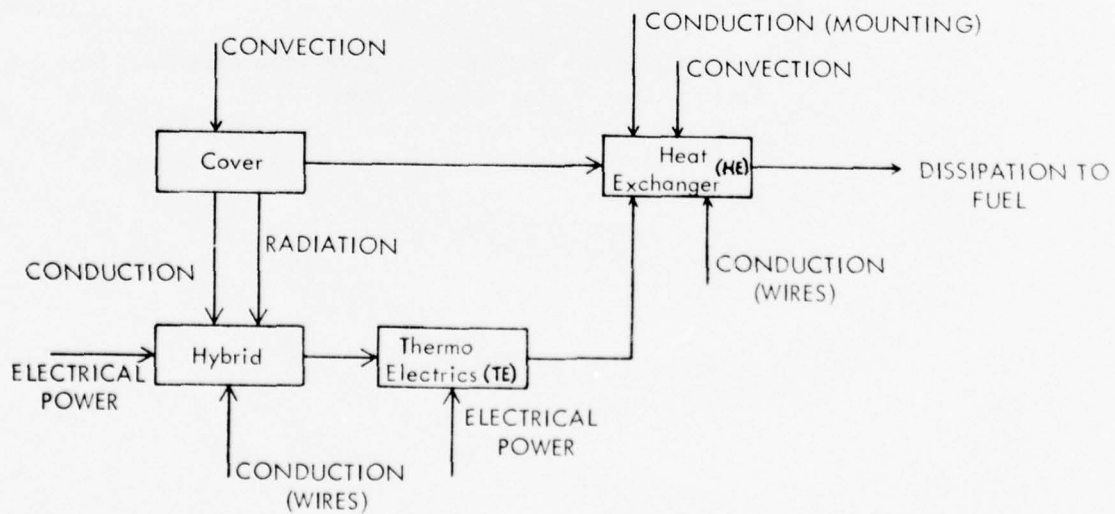 CONDUCTION (MOUNTING)
CONVECTION
CONVECTION
Cover
Heat (HE)
Exchanger
DISSIPATION TO
FUEL
RADIATION
CONDUCTION
CONDUCTION
(WIRES)
Hybrid
Thermo
Electrics (TE)
ELECTRICAL
POWER
ELECTRICAL
POWER
CONDUCTION
(WIRES)